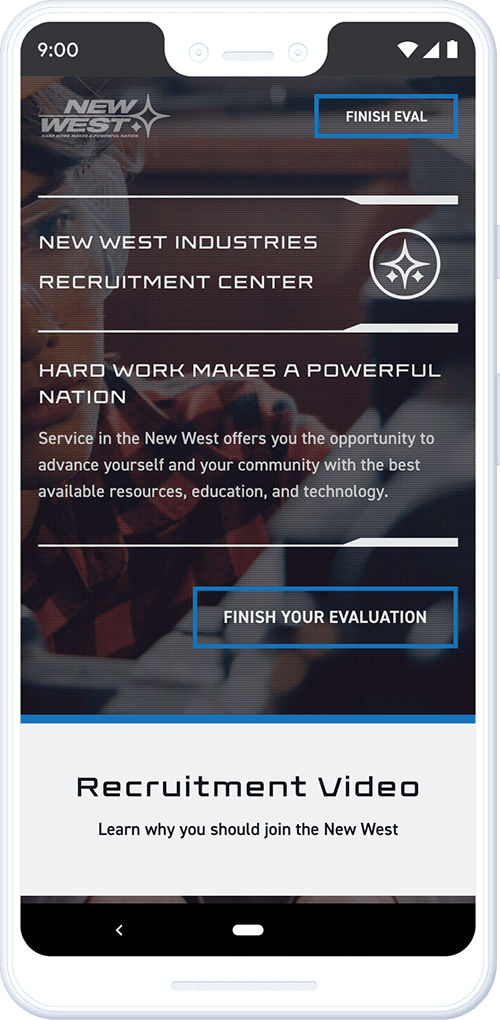 9:00
NEW
WEST
HARD WORK MAKES A POWERFUL NATION
FINISH EVAL
NEW WEST INDUSTRIES
RECRUITMENT CENTER
HARD WORK MAKES A POWERFUL
NATION
Service in the New West offers you the opportunity to
advance yourself and your community with the best
available resources, education, and technology.
FINISH YOUR EVALUATION
Recruitment Video
Learn why you should join the New West